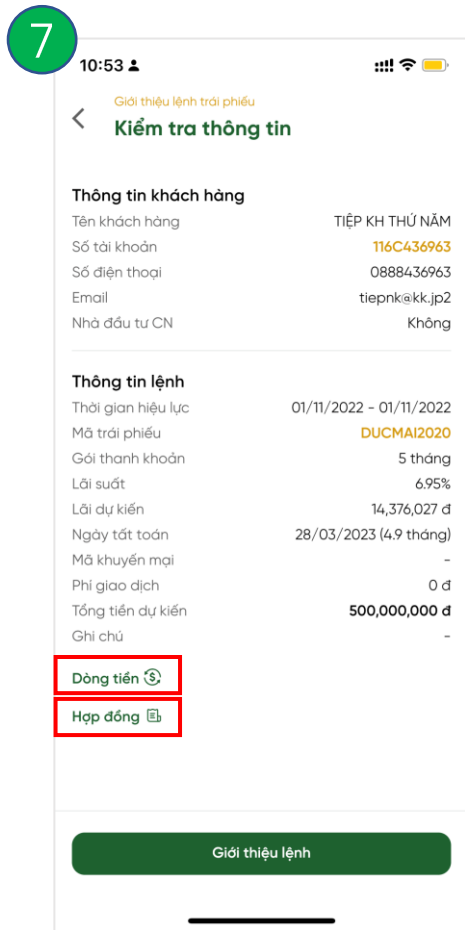 7
10:53
Giới thiệu lệnh trái phiếu
Kiểm tra thông tin
Thông tin khách hàng
Tên khách hàng TIỆP KH THỨ NĂM
Số tài khoản 116C436963
Số điện thoại 0888436963
Email tiepnk@kk.jp2
Nhà đầu tư CN Không
Thông tin lệnh
Thời gian hiệu lực 01/11/2022 - 01/11/2022
Mã trái phiếu DUCMAI2020
Gói thanh khoản 5 tháng
Lãi suất 6.95%
Lãi dự kiến 14,376,027 đ
Ngày tất toán 28/03/2023 (4.9 tháng)
Mã khuyến mại -
Phí giao dịch 0 đ
Tổng tiền dự kiến 500,000,000 đ
Ghi chú -
Dòng tiền
Hợp đồng
Giới thiệu lệnh